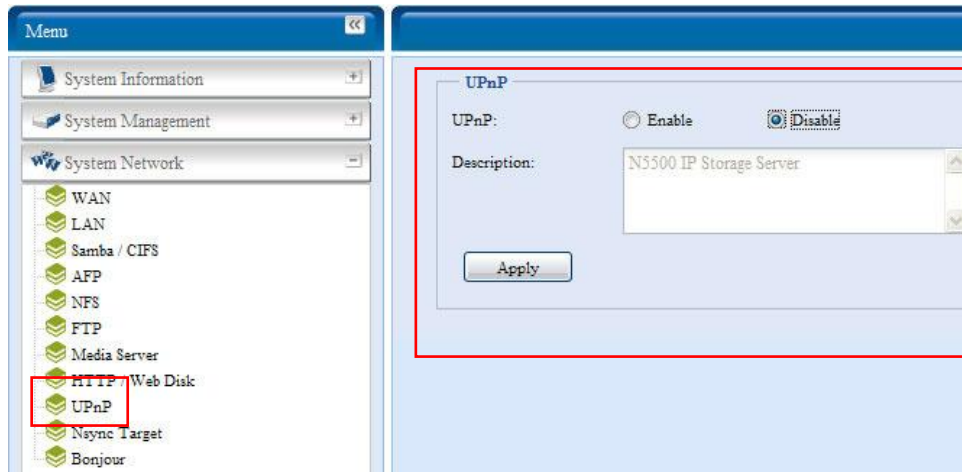 Menu
System Information
System Management
System Network
WAN
LAN
Samba / CIFS
AFP
NFS
FTP
Media Server
HTTP / Web Disk
UPnP
Nsync Target
Bonjour
UPnP
UPnP: Enable Disable
Description: N5500 IP Storage Server
Apply